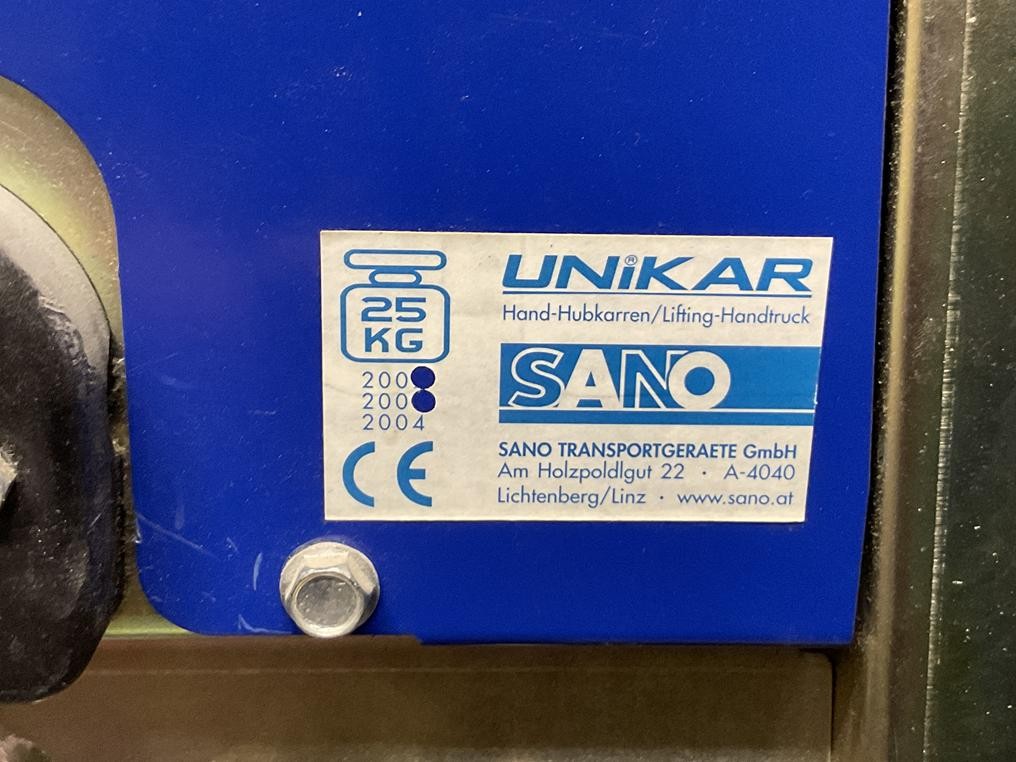 25
KG
200
200
2004
CE
UNiKAR®
Hand-Hubkarren/Lifting-Handtruck
SANO
SANO TRANSPORTGERAETE GmbH
Am Holzpoldlgut 22 · A-4040
Lichtenberg/Linz · www.sano.at